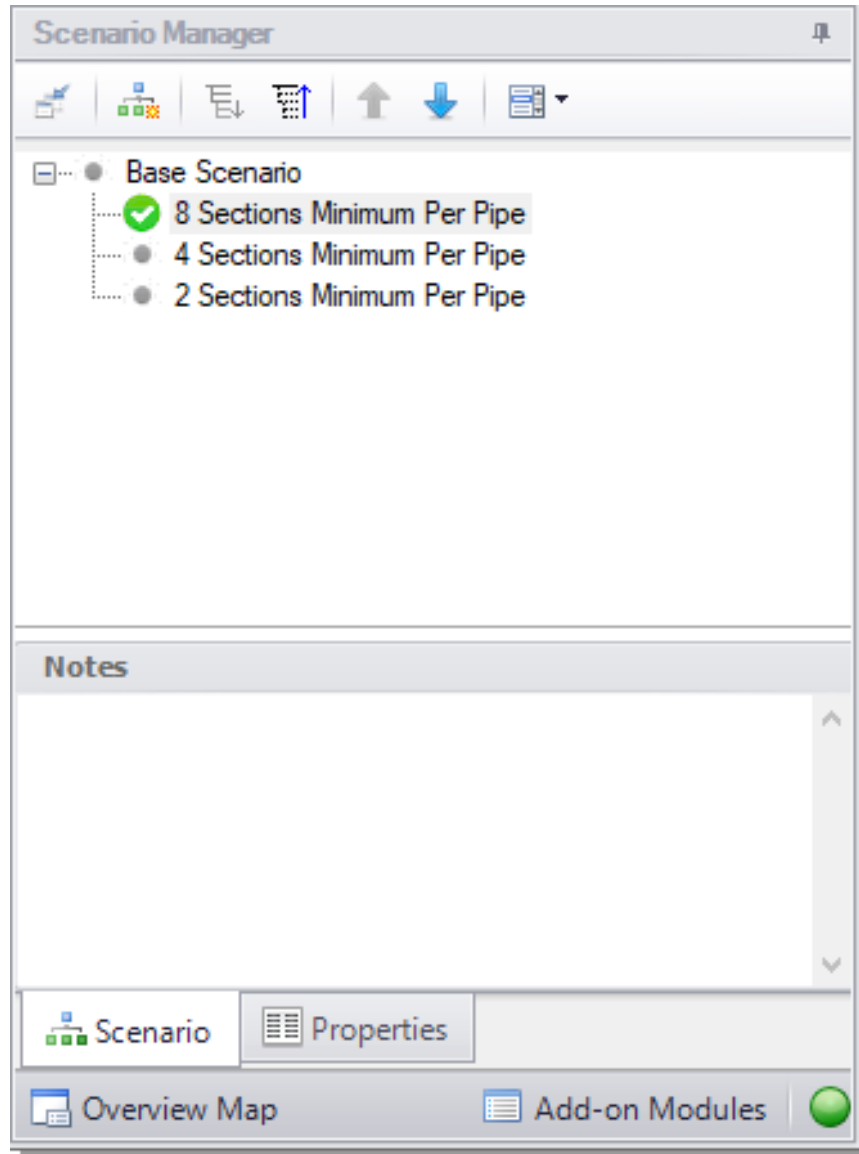 Scenario Manager
Base Scenario
8 Sections Minimum Per Pipe
4 Sections Minimum Per Pipe
2 Sections Minimum Per Pipe
Notes
Scenario Properties
Overview Map Add-on Modules